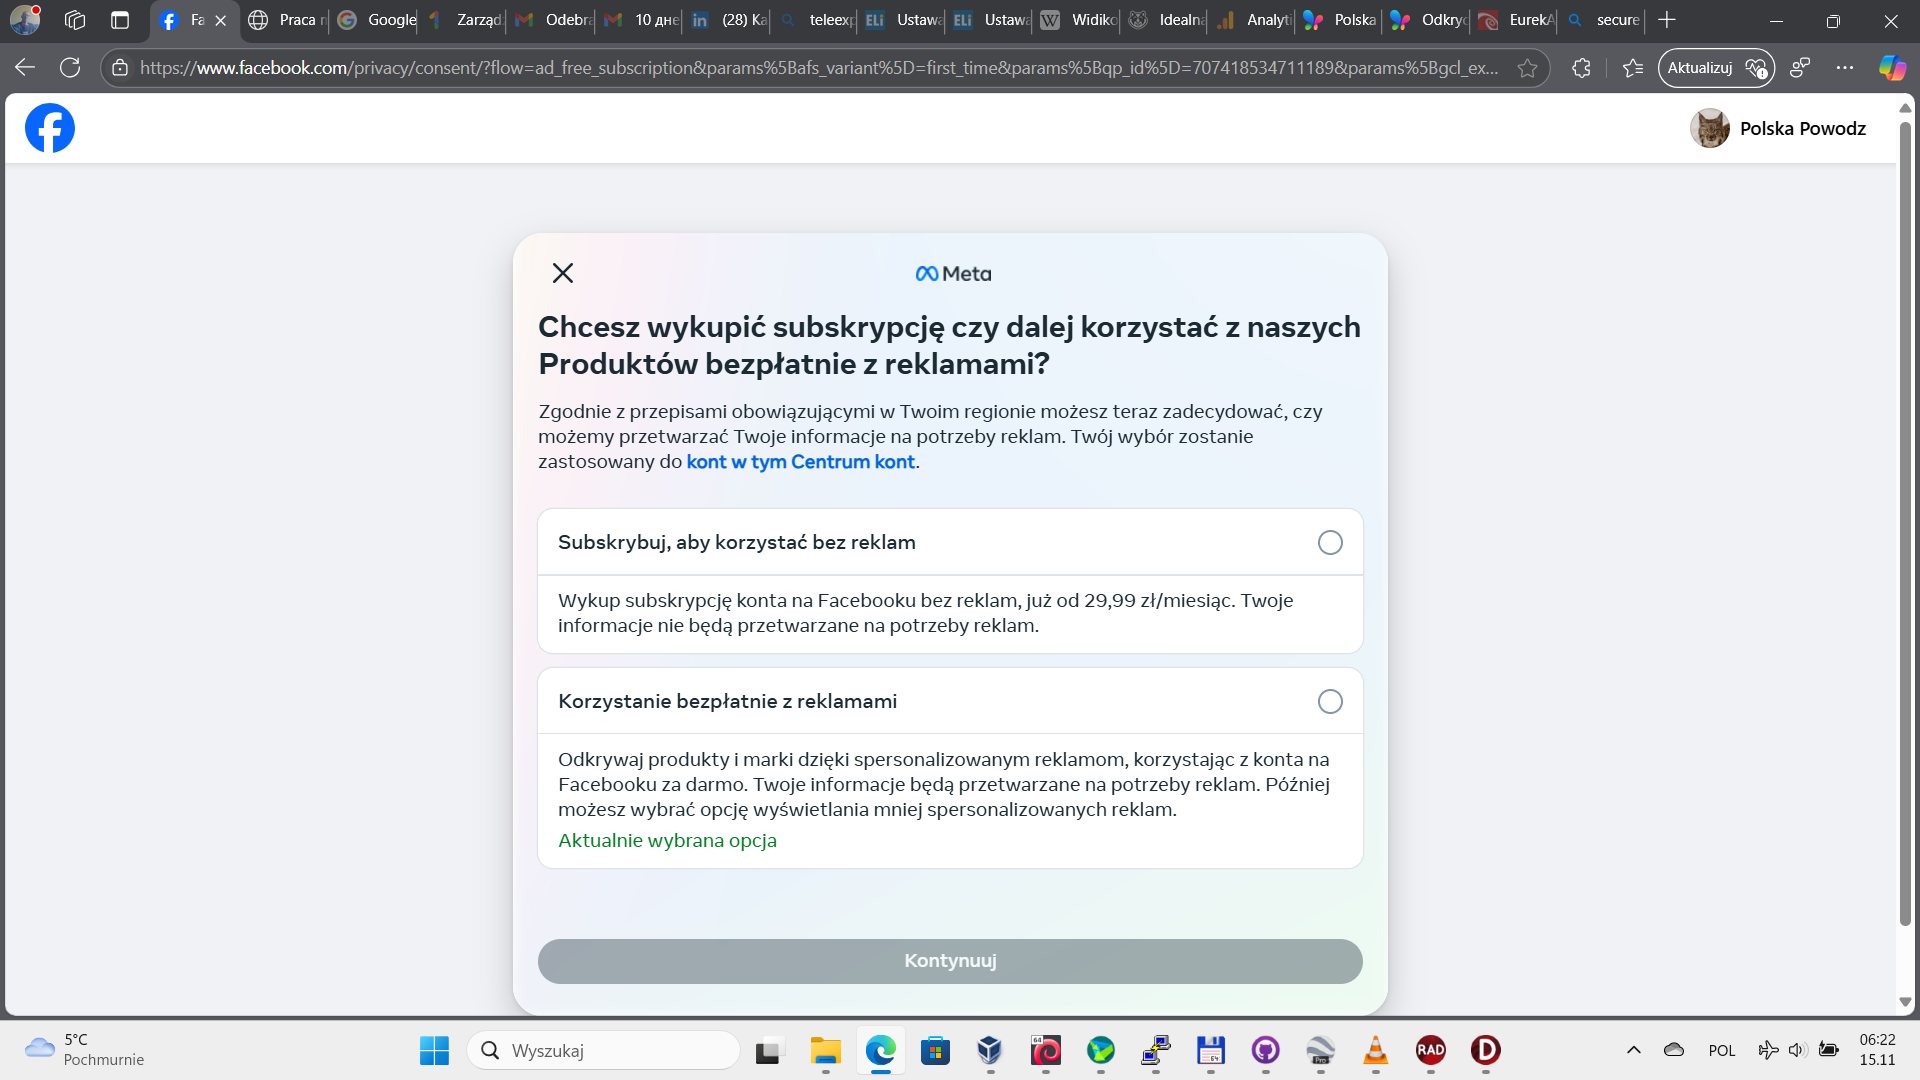 Fa
Praca n
Google
Zarządz
Odebra
10 дне
(28) Ka
teleexp
Ustawa
Ustawa
Widiko
Idealna
Analyti
Polska
Odkryc
EurekA
secure
https://www.facebook.com/privacy/consent/?flow=ad_free_subscription&params%5Bafs_variant%5D=first_time&params%5Bqp_id%5D=707418534711189&params%5Bgcl_ex...
Aktualizuj
Polska Powodz
Meta
Chcesz wykupić subskrypcję czy dalej korzystać z naszych
Produktów bezpłatnie z reklamami?
Zgodnie z przepisami obowiązującymi w Twoim regionie możesz teraz zadecydować, czy
możemy przetwarzać Twoje informacje na potrzeby reklam. Twój wybór zostanie
zastosowany do kont w tym Centrum kont.
Subskrybuj, aby korzystać bez reklam
Wykup subskrypcję konta na Facebooku bez reklam, już od 29,99 zł/miesiąc. Twoje
informacje nie będą przetwarzane na potrzeby reklam.
Korzystanie bezpłatnie z reklamami
Odkrywaj produkty i marki dzięki spersonalizowanym reklamom, korzystając z konta na
Facebooku za darmo. Twoje informacje będą przetwarzane na potrzeby reklam. Później
możesz wybrać opcję wyświetlania mniej spersonalizowanych reklam.
Aktualnie wybrana opcja
Kontynuuj
5°C
Pochmurnie
Wyszukaj
64
64
Pro
RAD
D
POL
06:22
15.11